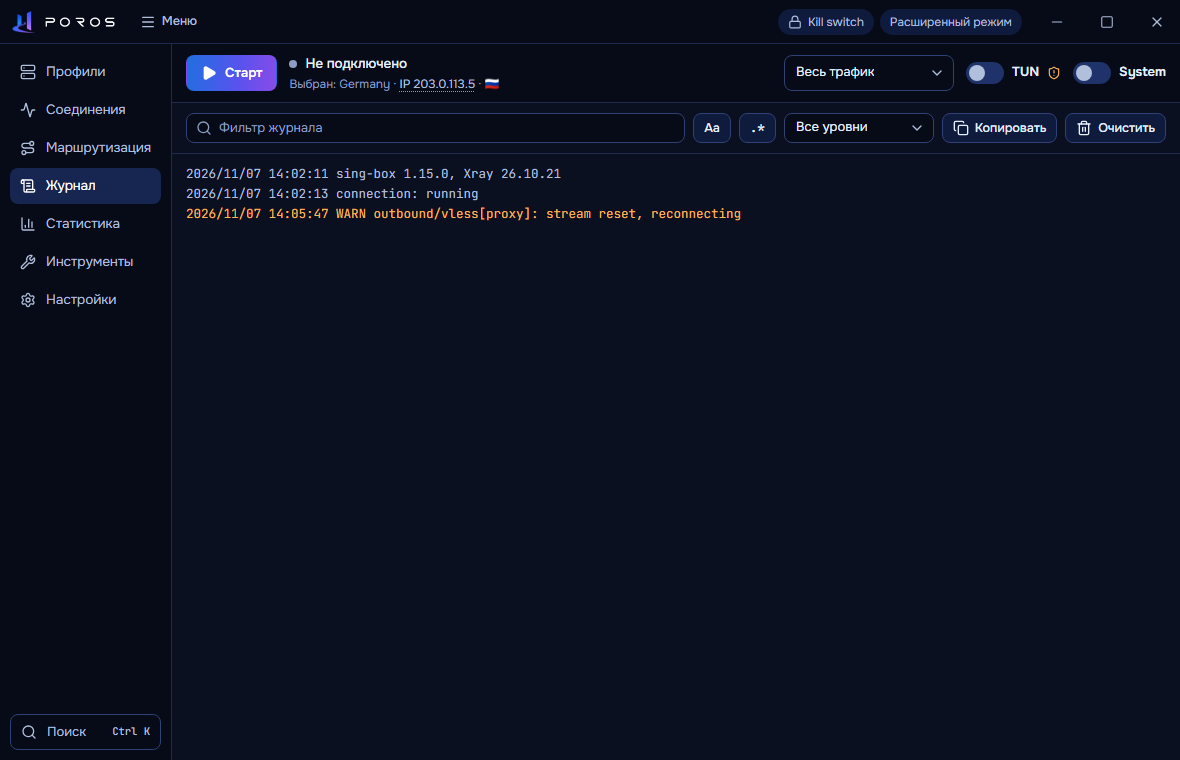 POROS
Меню
Kill switch
Расширенный режим
Профили
Соединения
Маршрутизация
Журнал
Статистика
Инструменты
Настройки
Поиск Ctrl K
Старт
Не подключено
Выбран: Germany · IP 203.0.113.5 ·
Весь трафик
TUN
System
Фильтр журнала
Aa
.*
Все уровни
Копировать
Очистить
2026/11/07 14:02:11 sing-box 1.15.0, Xray 26.10.21
2026/11/07 14:02:13 connection: running
2026/11/07 14:05:47 WARN outbound/vless[proxy]: stream reset, reconnecting